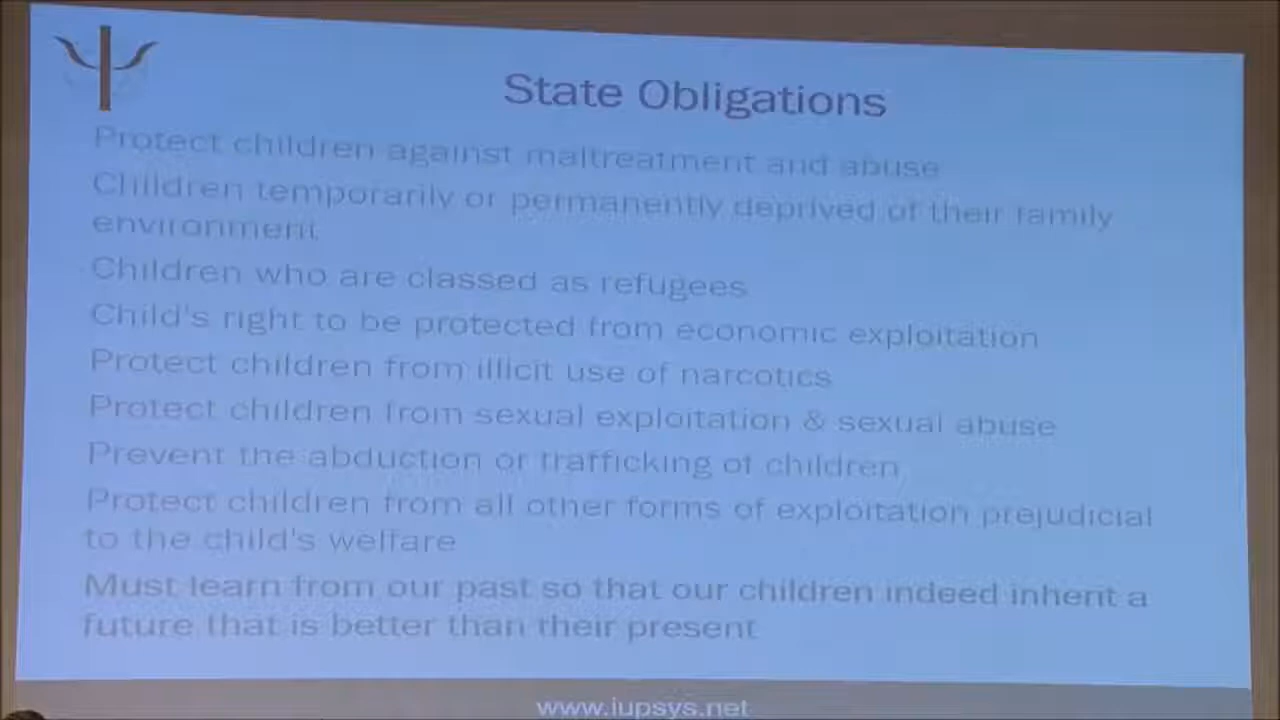 State Obligations
Protect children against maltreatment and abuse
Children temporarily or permanently deprived of their family
environment
Children who are classed as refugees
Child's right to be protected from economic exploitation
Protect children from illicit use of narcotics
Protect children from sexual exploitation & sexual abuse
Prevent the abduction or trafficking of children
Protect children from all other forms of exploitation prejudicial
to the child's welfare
Must learn from our past so that our children indeed inherit a
future that is better than their present
www.iupsys.net